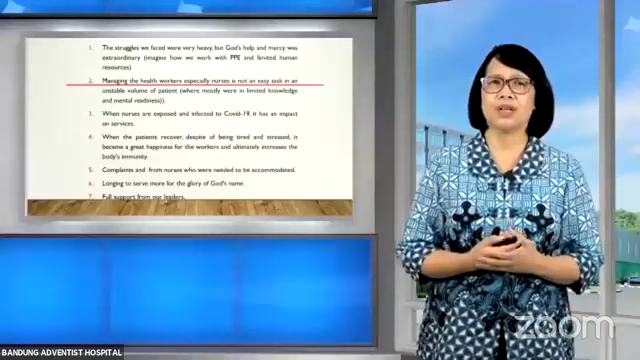 1. The struggles we faced were very heavy, but God's help and mercy was
extraordinary (imagine how we work with PPE and limited human
resources)
2. Managing the health workers especially nurses is not an easy task in an
unstable volume of patient (where mostly were in limited knowledge
and mental readiness)).
3. When nurses are exposed and infected to Covid-19, it has an impact
on services.
4. When the patients recover, despite of being tired and stressed, it
became a great happiness for the workers and ultimately increases the
body's immunity.
5. Complaints and from nurses who were needed to be accommodated.
6. Longing to serve more for the glory of God's name.
7. Full support from our leaders.
zoom
BANDUNG ADVENTIST HOSPITAL